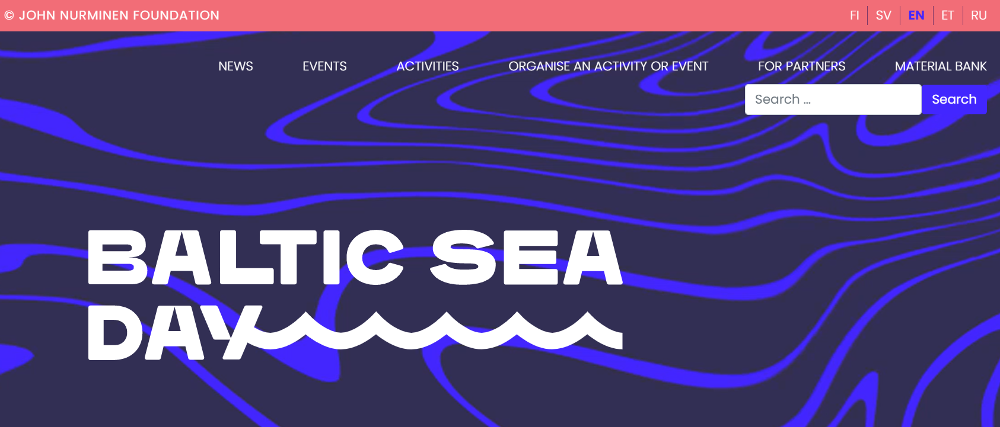 © JOHN NURMINEN FOUNDATION FI SV EN ET RU
NEWS EVENTS ACTIVITIES ORGANISE AN ACTIVITY OR EVENT FOR PARTNERS MATERIAL BANK
Search ... Search
BALTIC SEA
DAY